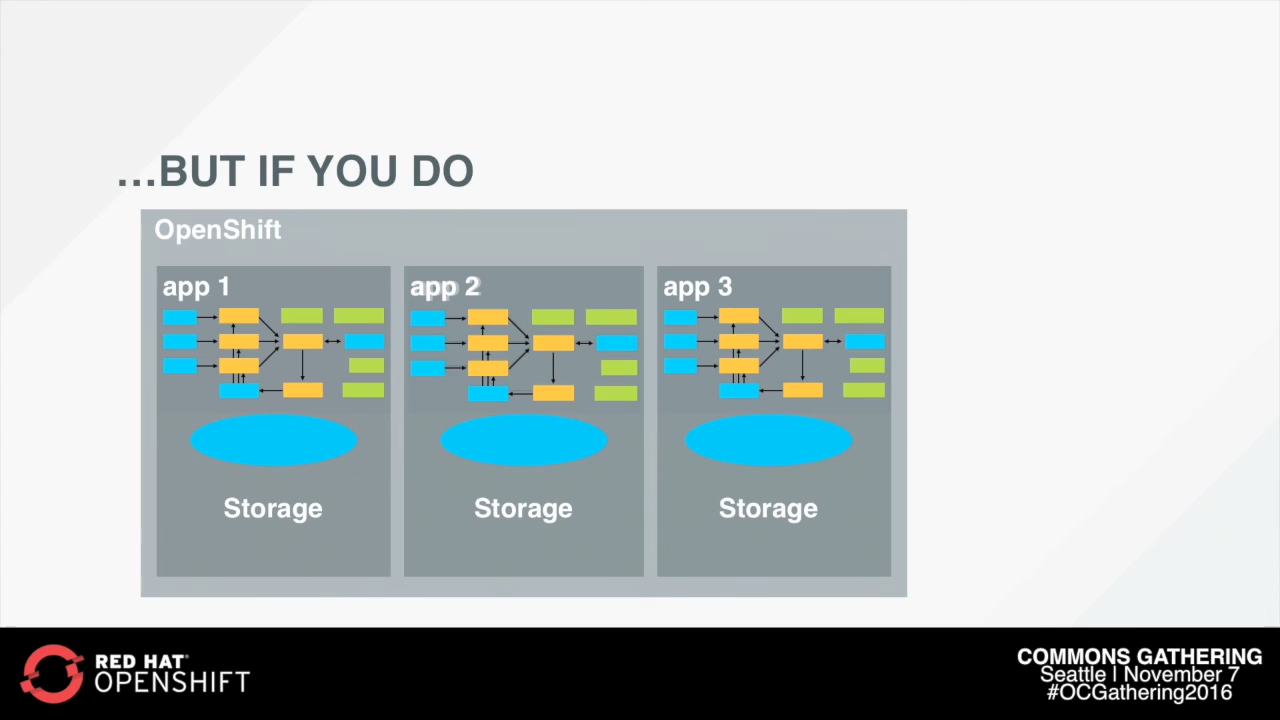 ...BUT IF YOU DO
OpenShift
app 1
app 2
app 3
Storage
Storage
Storage
RED HAT®
OPENSHIFT
COMMONS GATHERING
Seattle | November 7
#OCGathering2016